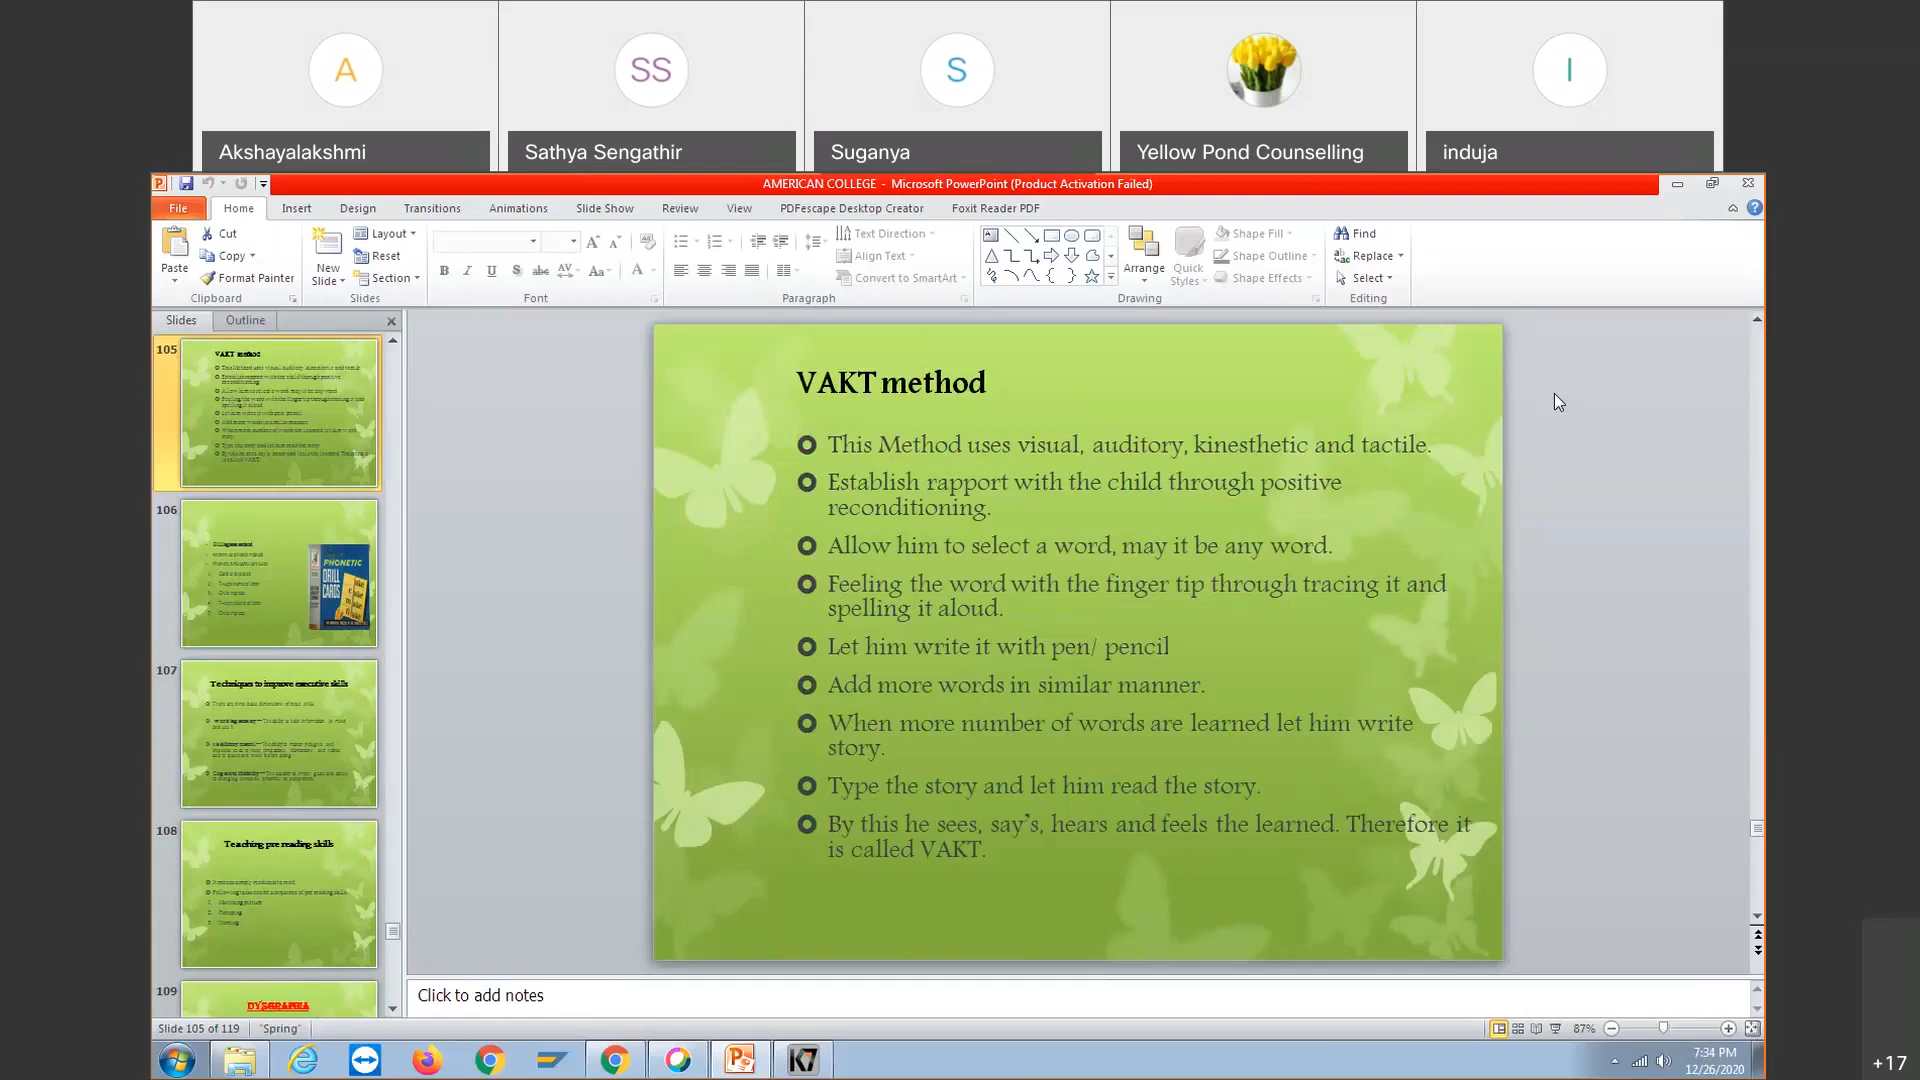 A
SS
S
I
Akshayalakshmi
Sathya Sengathir
Suganya
Yellow Pond Counselling
induja
AMERICAN COLLEGE - Microsoft PowerPoint (Product Activation Failed)
File Home Insert Design Transitions Animations Slide Show Review View PDFescape Desktop Creator Foxit Reader PDF
Paste
Cut
Copy
Format Painter
Clipboard
New
Slide
Layout
Reset
Section
Slides
Font
Paragraph
Text Direction
Align Text
Convert to SmartArt
Arrange
Quick
Styles
Shape Fill
Shape Outline
Shape Effects
Drawing
Find
Replace
Select
Editing
Slides Outline
105
VAKT method
106
PHONETIC
DRILL
CARDS
107
Techniques to improve executive skills
108
Teaching pre reading skills
109
DYSGRAPHIA
VAKT method
This Method uses visual, auditory, kinesthetic and tactile.
Establish rapport with the child through positive
reconditioning.
Allow him to select a word, may it be any word.
Feeling the word with the finger tip through tracing it and
spelling it aloud.
Let him write it with pen/ pencil
Add more words in similar manner.
When more number of words are learned let him write
story.
Type the story and let him read the story.
By this he sees, say's, hears and feels the learned. Therefore it
is called VAKT.
Click to add notes
Slide 105 of 119 "Spring"
87%
K7
7:34 PM
12/26/2020
+17